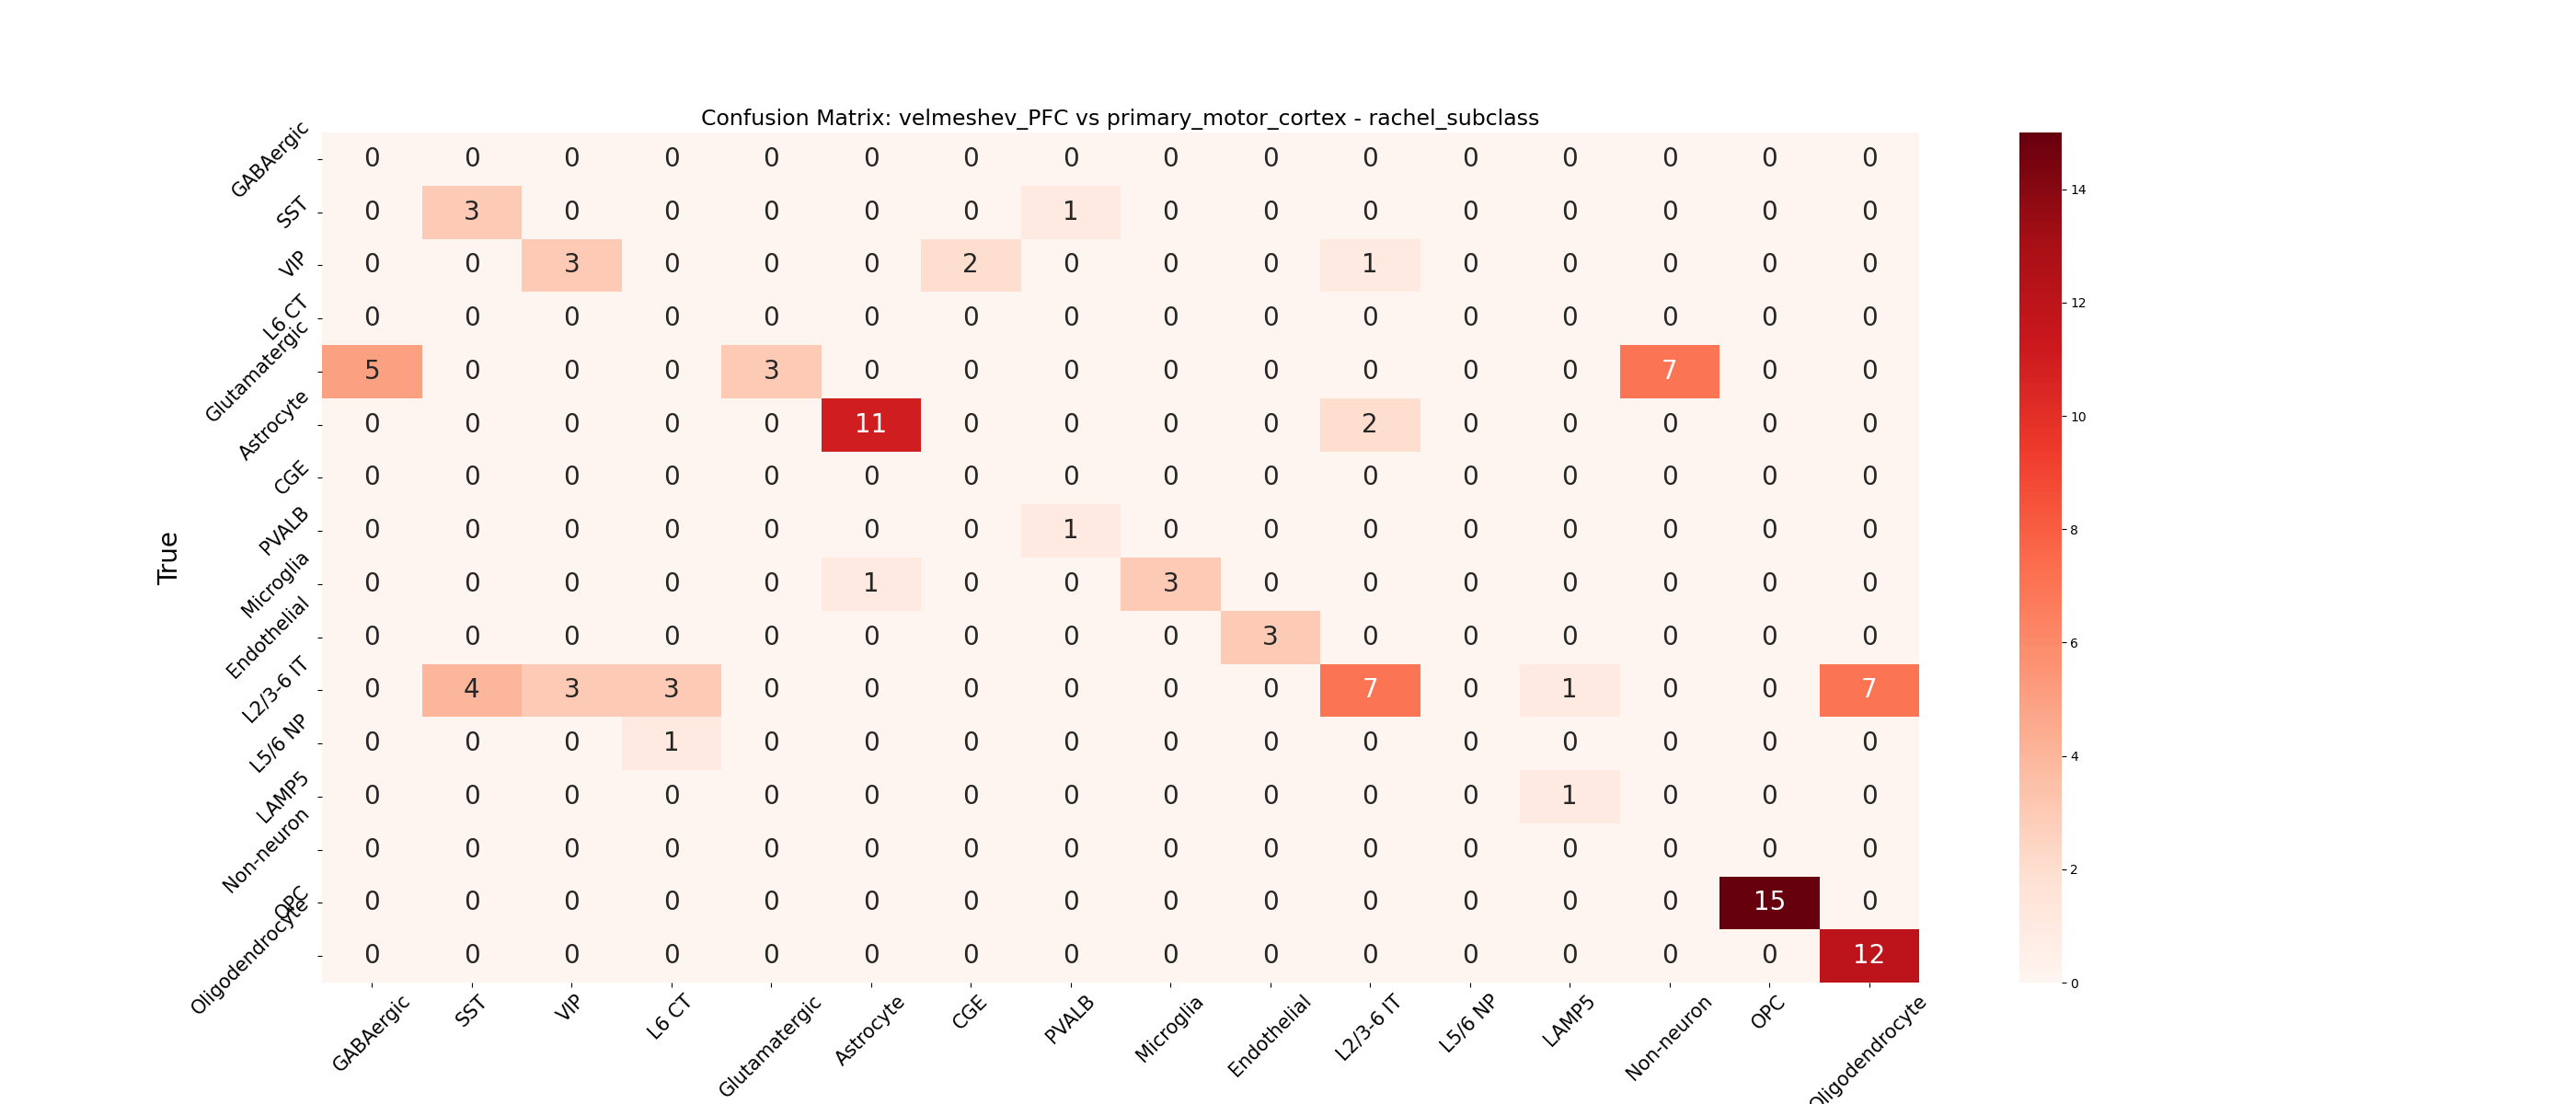 Confusion Matrix: velmeshev_PFC vs primary_motor_cortex - rachel_subclass
True
GABAergic 0 0 0 0 0 0 0 0 0 0 0 0 0 0 0 0
SST 0 3 0 0 0 0 0 1 0 0 0 0 0 0 0 0
VIP 0 0 3 0 0 0 2 0 0 0 1 0 0 0 0 0
L6 CT 0 0 0 0 0 0 0 0 0 0 0 0 0 0 0 0
Glutamatergic 5 0 0 0 3 0 0 0 0 0 0 0 0 7 0 0
Astrocyte 0 0 0 0 0 11 0 0 0 0 2 0 0 0 0 0
CGE 0 0 0 0 0 0 0 0 0 0 0 0 0 0 0 0
PVALB 0 0 0 0 0 0 0 1 0 0 0 0 0 0 0 0
Microglia 0 0 0 0 0 1 0 0 3 0 0 0 0 0 0 0
Endothelial 0 0 0 0 0 0 0 0 0 3 0 0 0 0 0 0
L2/3-6 IT 0 4 3 3 0 0 0 0 0 0 7 0 1 0 0 7
L5/6 NP 0 0 0 1 0 0 0 0 0 0 0 0 0 0 0 0
LAMP5 0 0 0 0 0 0 0 0 0 0 0 0 1 0 0 0
Non-neuron 0 0 0 0 0 0 0 0 0 0 0 0 0 0 0 0
OPC 0 0 0 0 0 0 0 0 0 0 0 0 0 0 15 0
Oligodendrocyte 0 0 0 0 0 0 0 0 0 0 0 0 0 0 0 12
GABAergic SST VIP L6 CT Glutamatergic Astrocyte CGE PVALB Microglia Endothelial L2/3-6 IT L5/6 NP LAMP5 Non-neuron OPC Oligodendrocyte
14
12
10
8
6
4
2
0